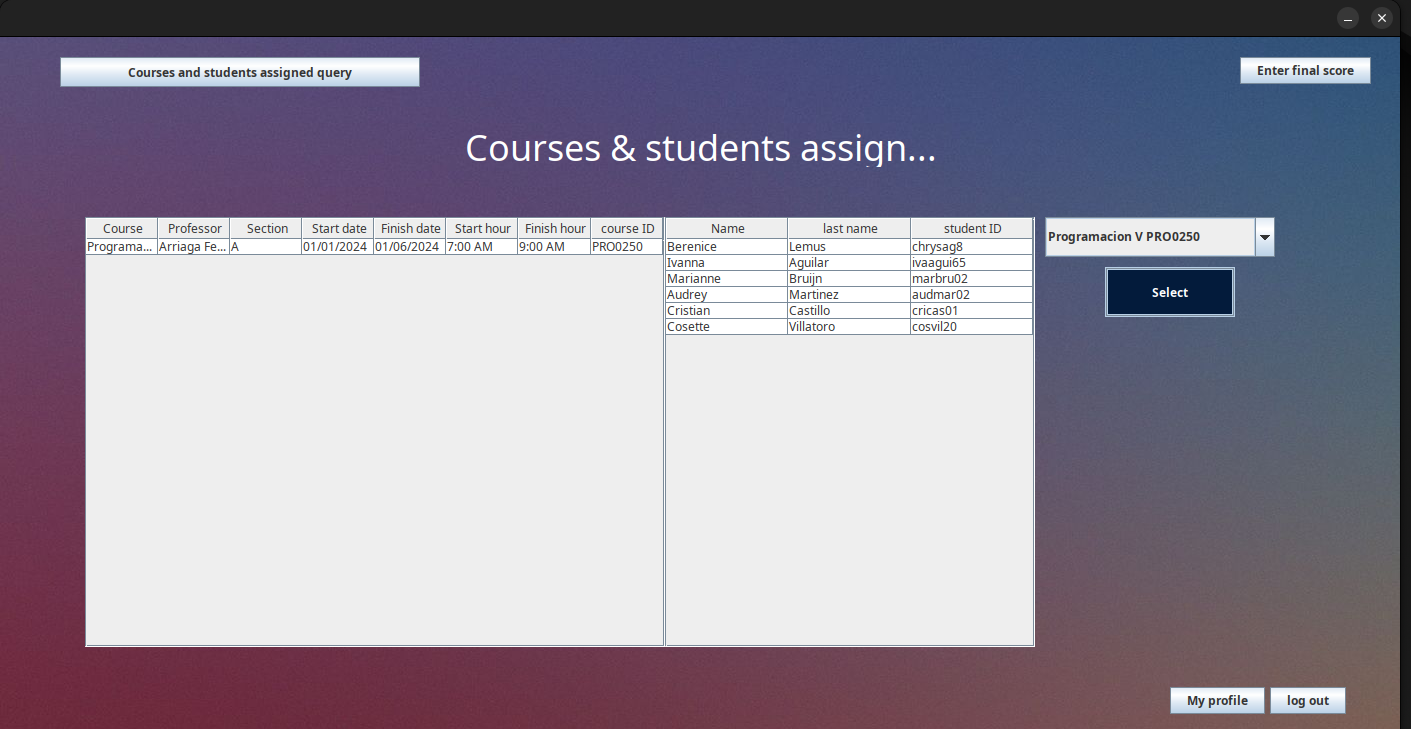 Courses and students assigned query
Enter final score
Courses & students assign...
Course Professor Section Start date Finish date Start hour Finish hour course ID
Programa... Arriaga Fe... A 01/01/2024 01/06/2024 7:00 AM 9:00 AM PRO0250
Name last name student ID
Berenice Lemus chrysag8
Ivanna Aguilar ivaagui65
Marianne Bruijn marbru02
Audrey Martinez audmar02
Cristian Castillo cricas01
Cosette Villatoro cosvil20
Programacion V PRO0250
Select
My profile
log out